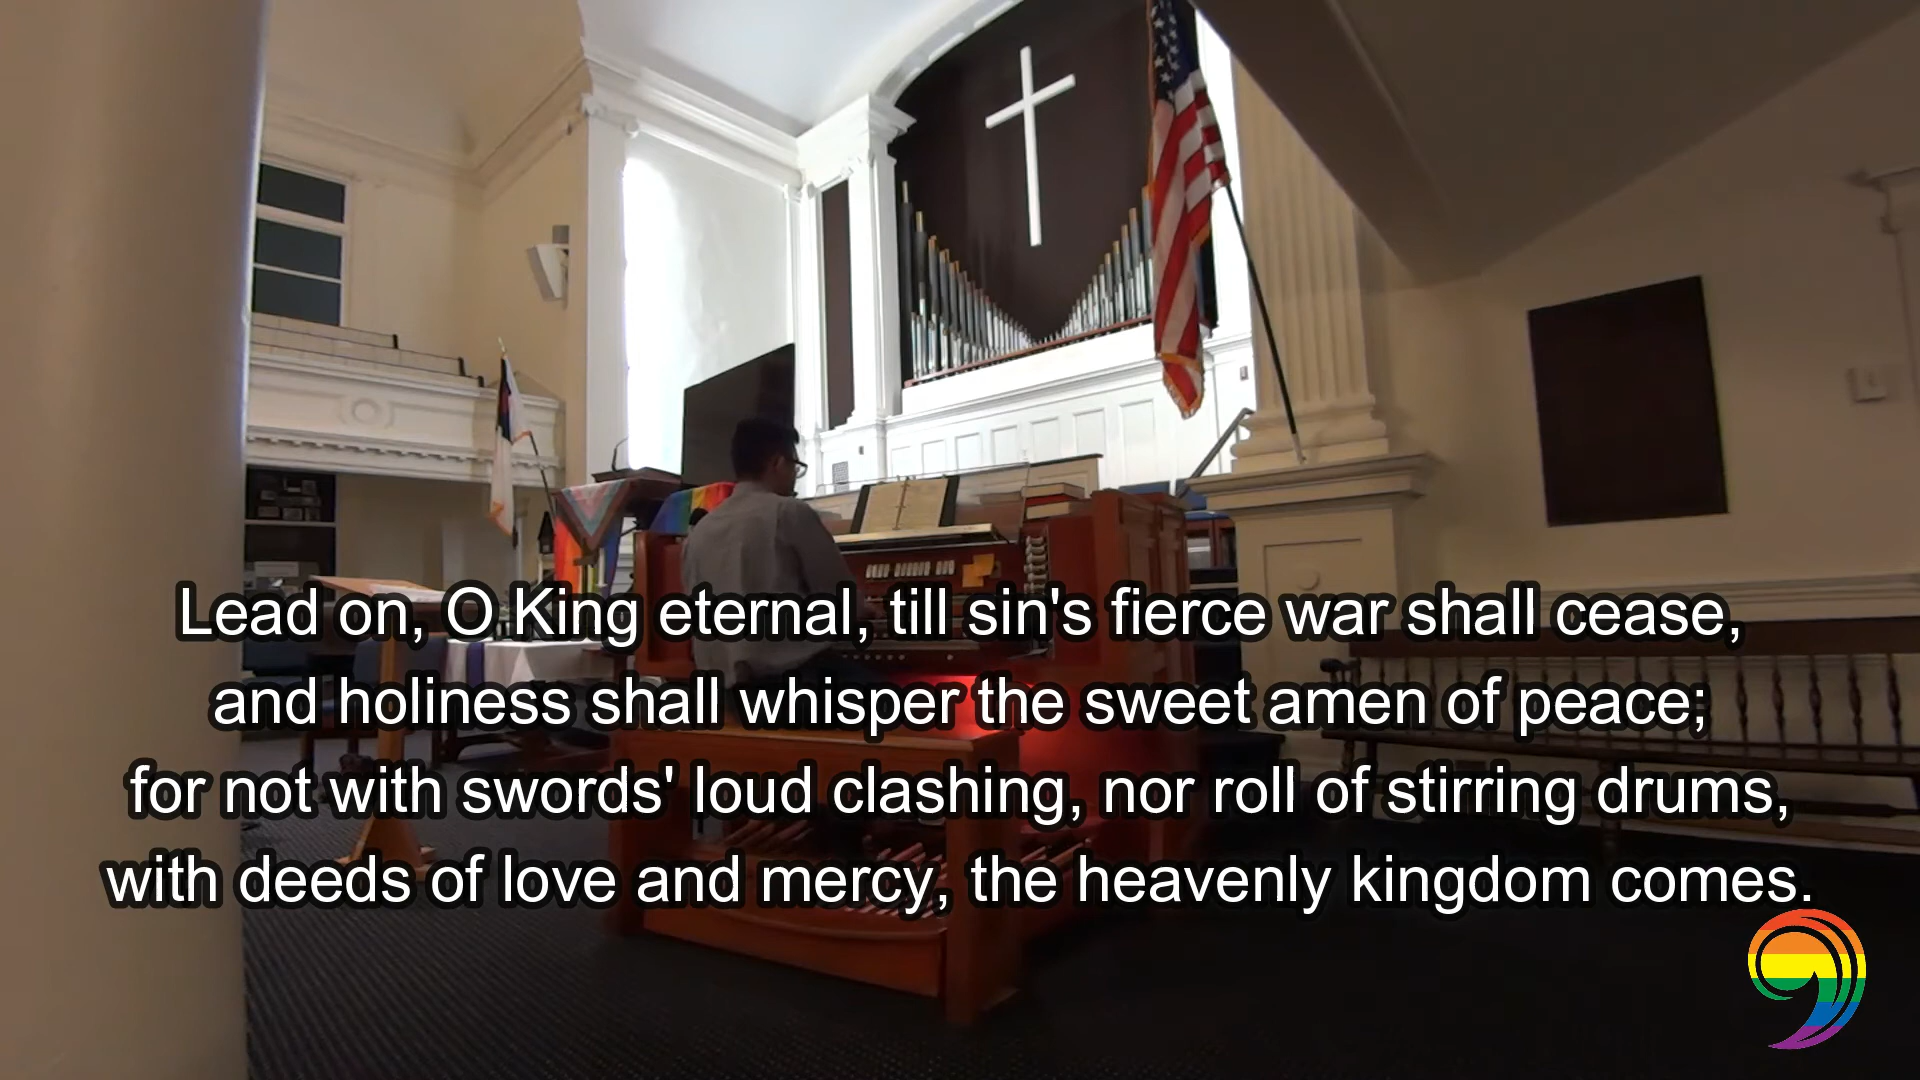 Lead on, O King eternal, till sin's fierce war shall cease,
and holiness shall whisper the sweet amen of peace;
for not with swords' loud clashing, nor roll of stirring drums,
with deeds of love and mercy, the heavenly kingdom comes.